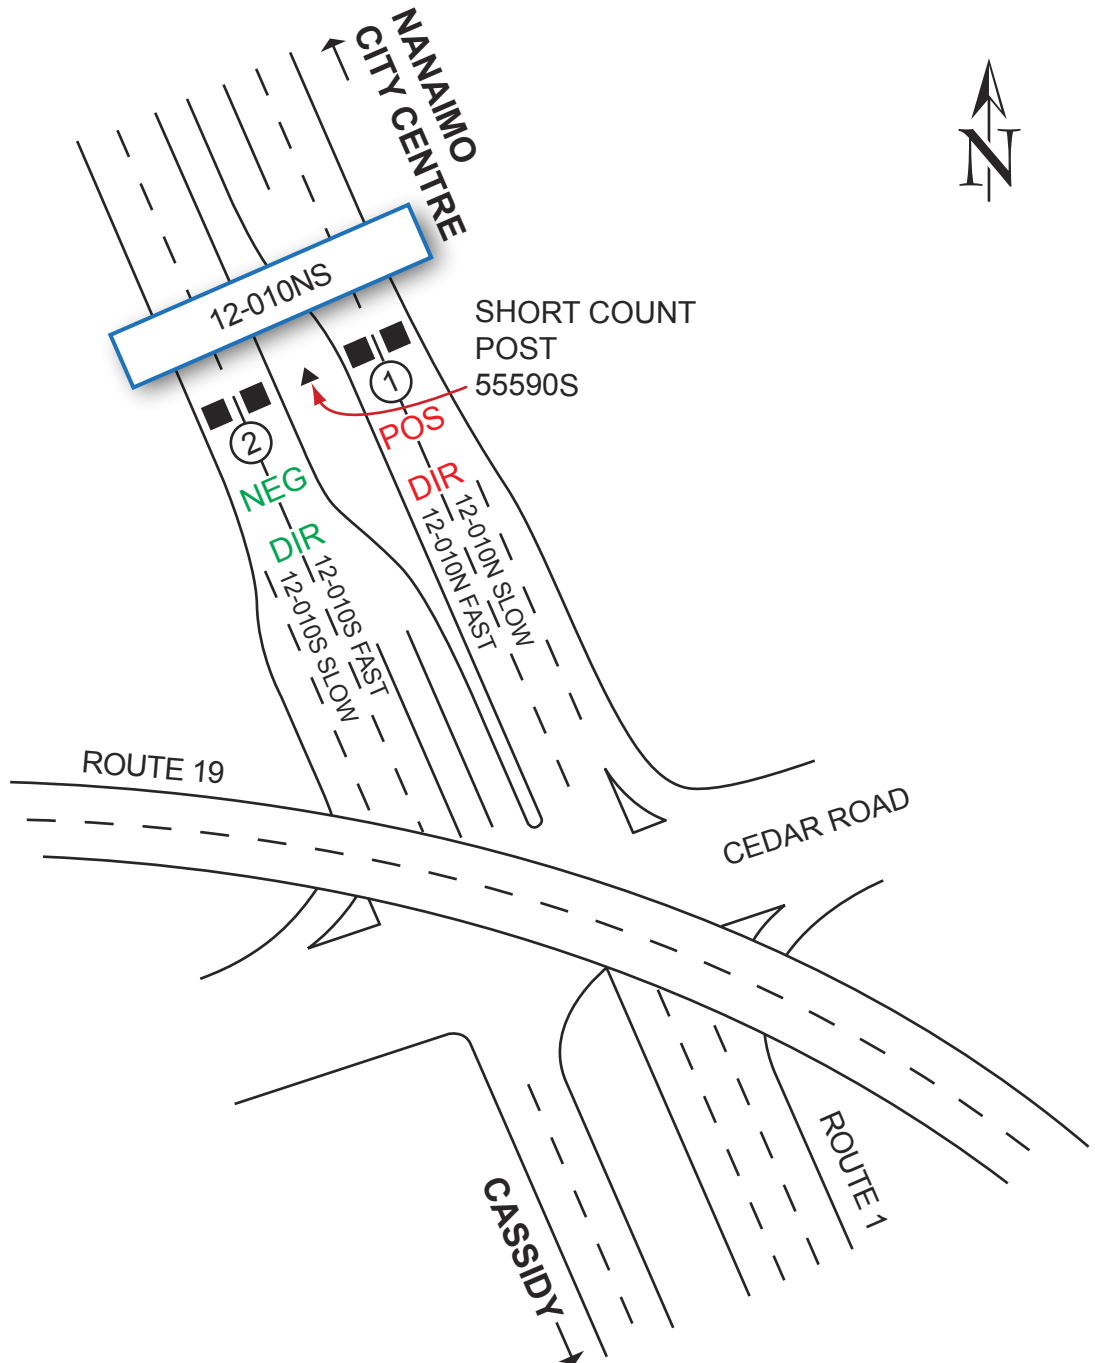 NANAIMO
CITY CENTRE
N
12-010NS
SHORT COUNT
POST
55590S
1
POS
DIR
2
NEG
DIR
12-010N SLOW
12-010N FAST
12-010S FAST
12-010S SLOW
ROUTE 19
CEDAR ROAD
ROUTE 1
CASSIDY